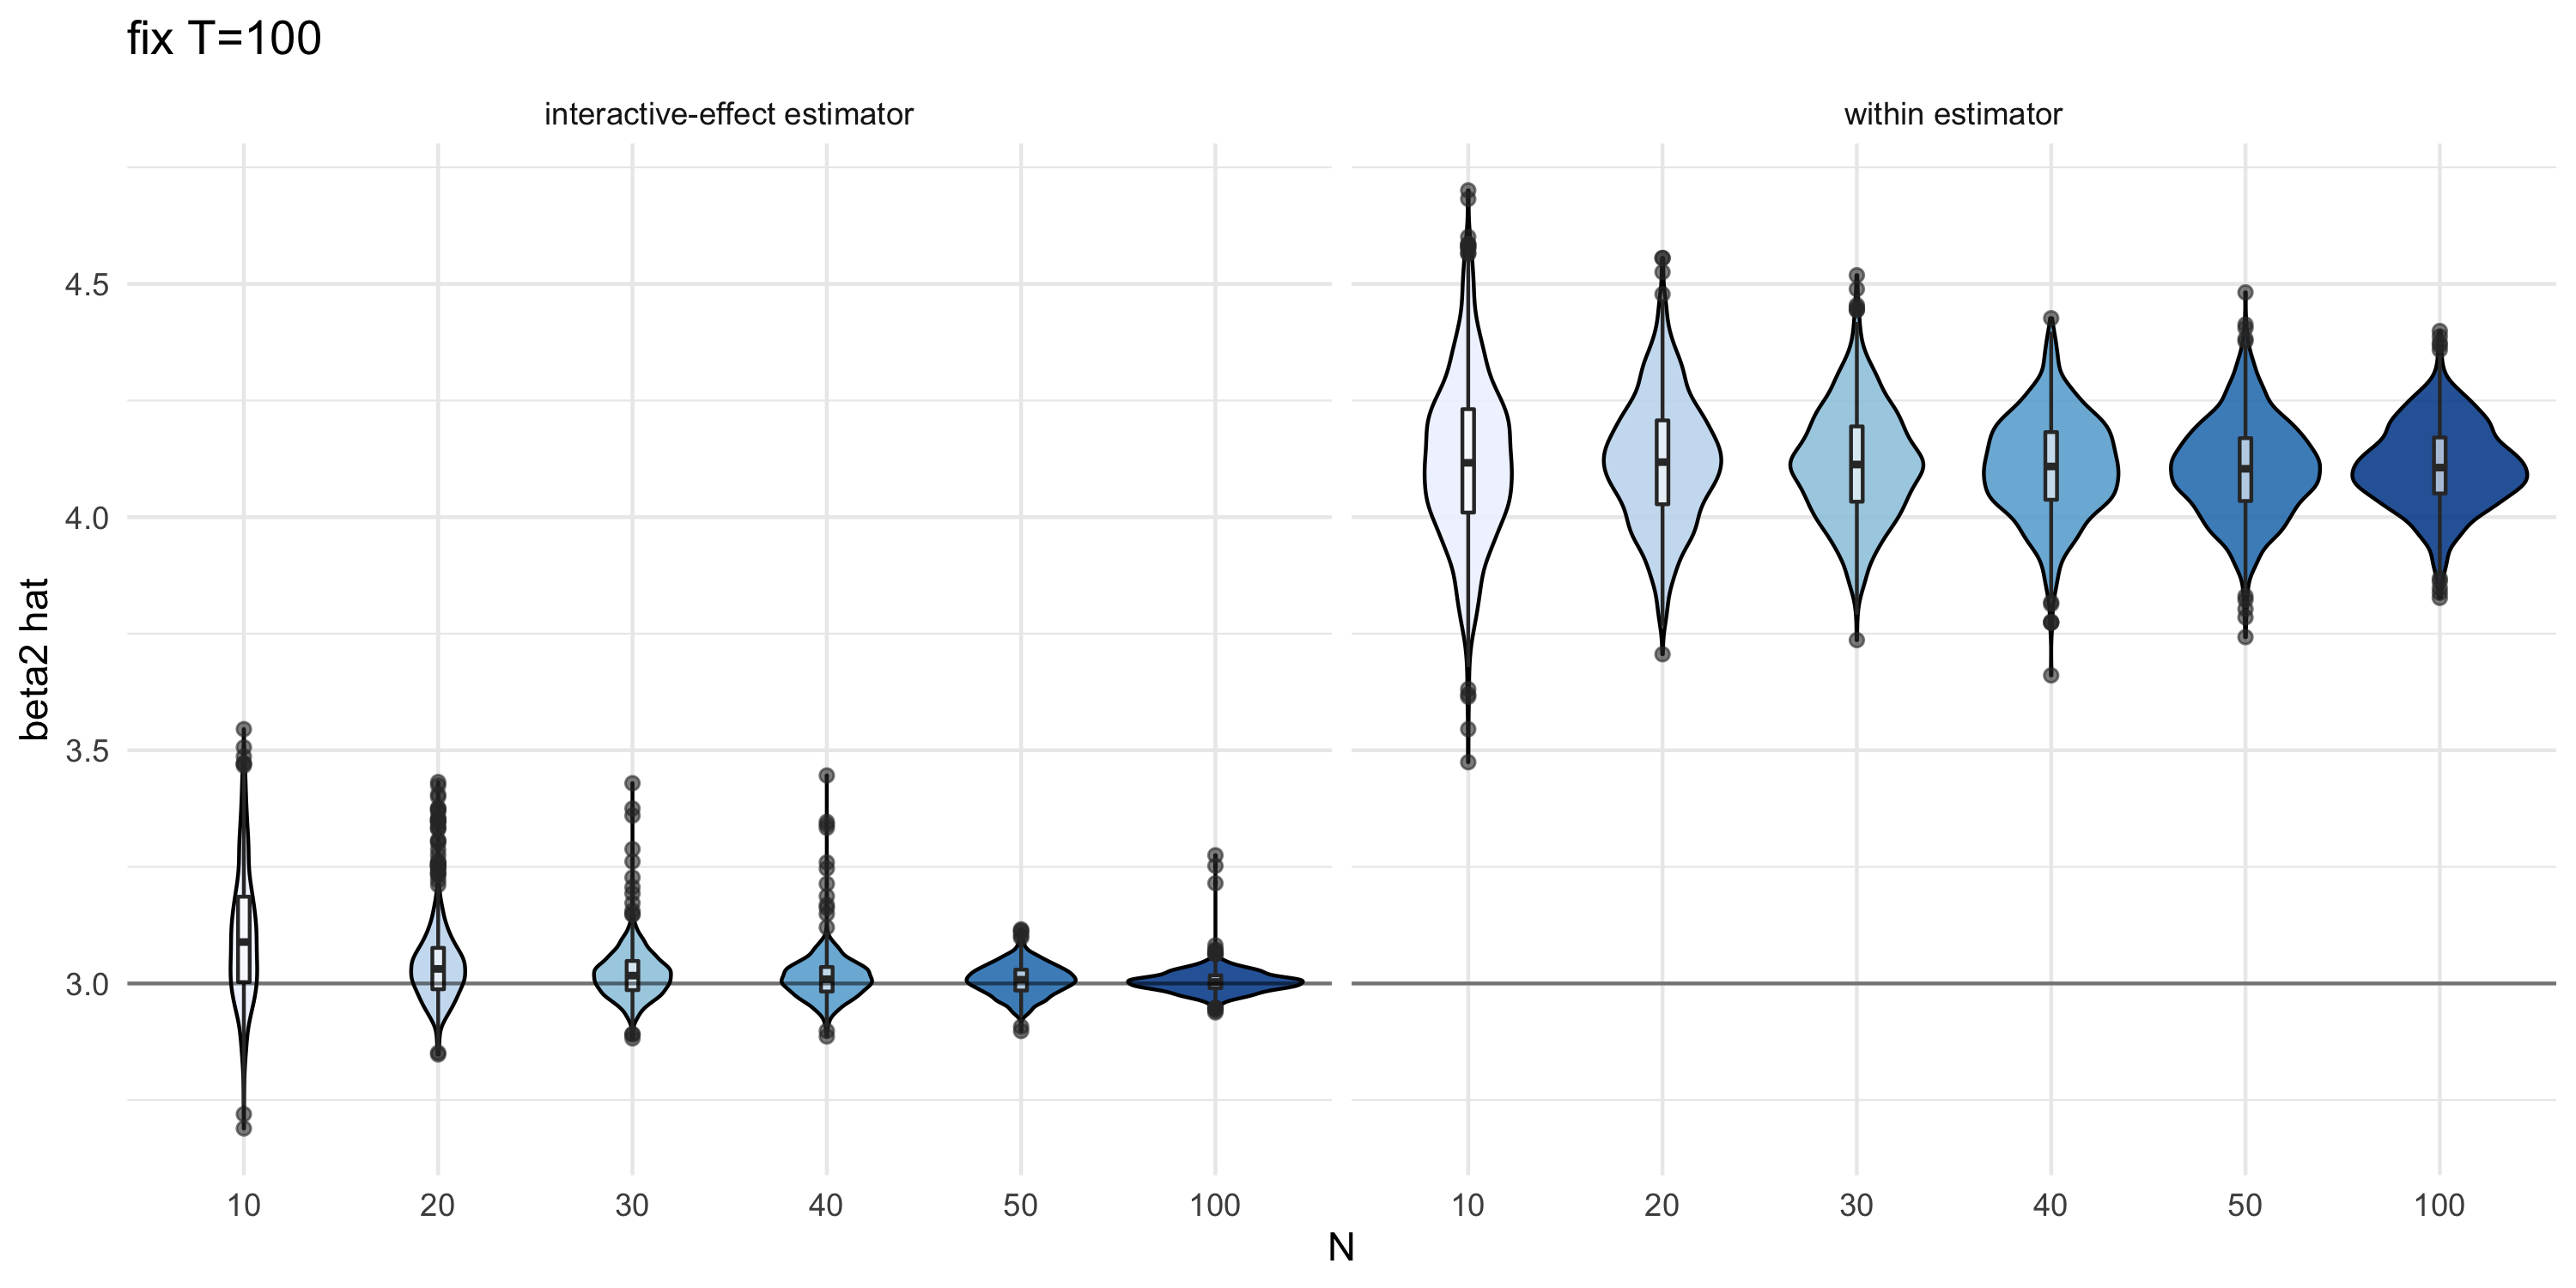 fix T=100
interactive-effect estimator
within estimator
beta2 hat
4.5
4.0
3.5
3.0
10 20 30 40 50 100
10 20 30 40 50 100
N